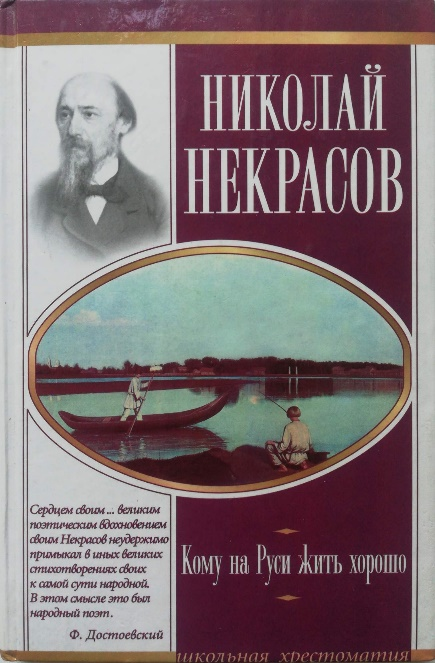 НИКОЛАЙ
НЕКРАСОВ
Сердцем своим ... великим
поэтическим вдохновением
своим Некрасов неудержимо
примыкал в иных великих
стихотворениях своих
к самой сути народной.
В этом смысле это был
народный поэт.
Ф. Достоевский
Кому на Руси жить хорошо
школьная хрестоматия